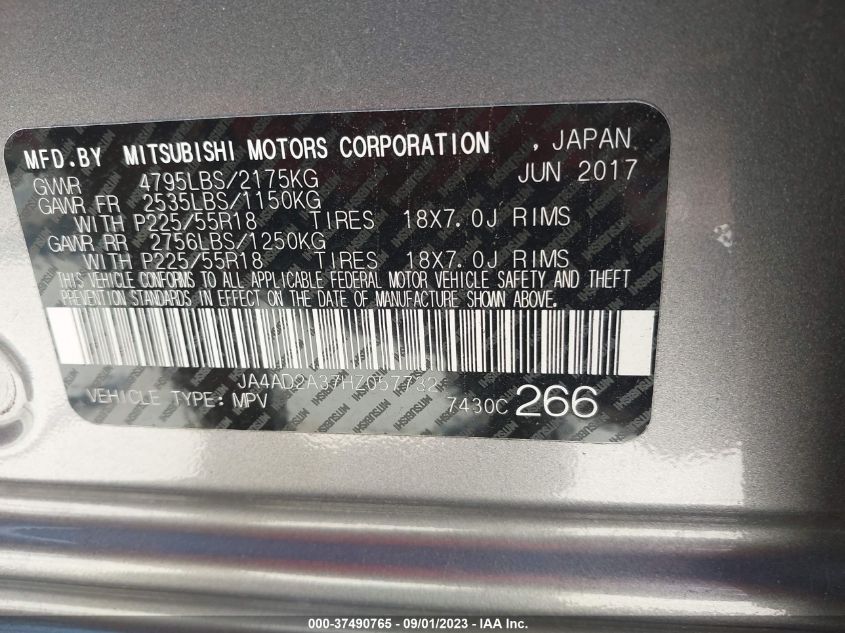 MFD.BY MITSUBISHI MOTORS CORPORATION , JAPAN
GVWR 4795LBS/2175KG JUN 2017
GAWR FR 2535LBS/1150KG
WITH P225/55R18 TIRES 18X7.0J RIMS
GAWR RR 2756LBS/1250KG
WITH P225/55R18 TIRES 18X7.0J RIMS
THIS VEHICLE CONFORMS TO ALL APPLICABLE FEDERAL MOTOR VEHICLE SAFETY AND THEFT
PREVENTION STANDARDS IN EFFECT ON THE DATE OF MANUFACTURE SHOWN ABOVE.
JA4AD2A37HZ057732
VEHICLE TYPE: MPV 7430C 266
000-37490765 - 09/01/2023 - IAA Inc.